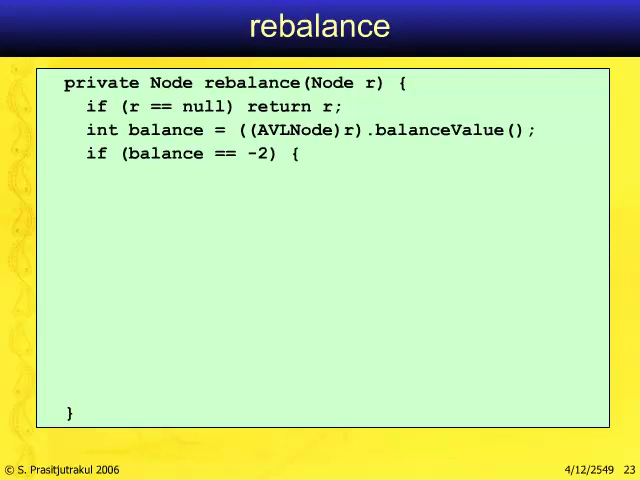 rebalance
private Node rebalance(Node r) {
if (r == null) return r;
int balance = ((AVLNode)r).balanceValue();
if (balance == -2) {
}
© S. Prasitjutrakul 2006
4/12/2549 23